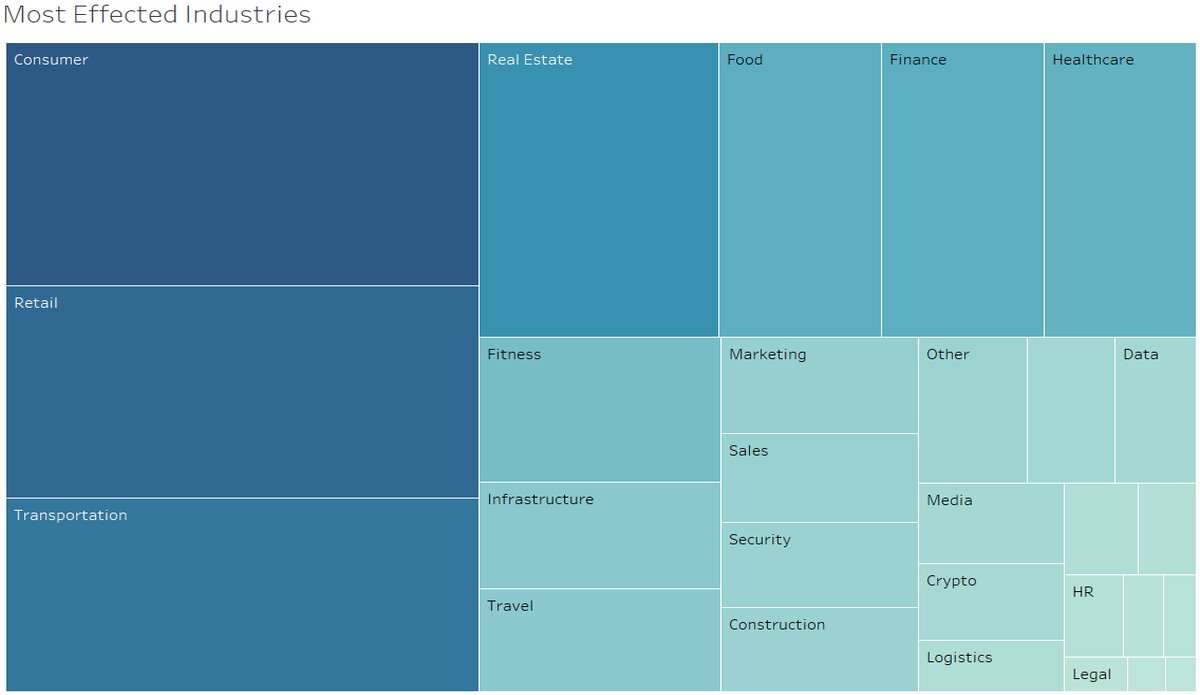 Most Effected Industries
Consumer
Real Estate
Food
Finance
Healthcare
Retail
Fitness
Marketing
Other
Data
Sales
Infrastructure
Media
Transportation
Security
Crypto
HR
Travel
Construction
Logistics
Legal